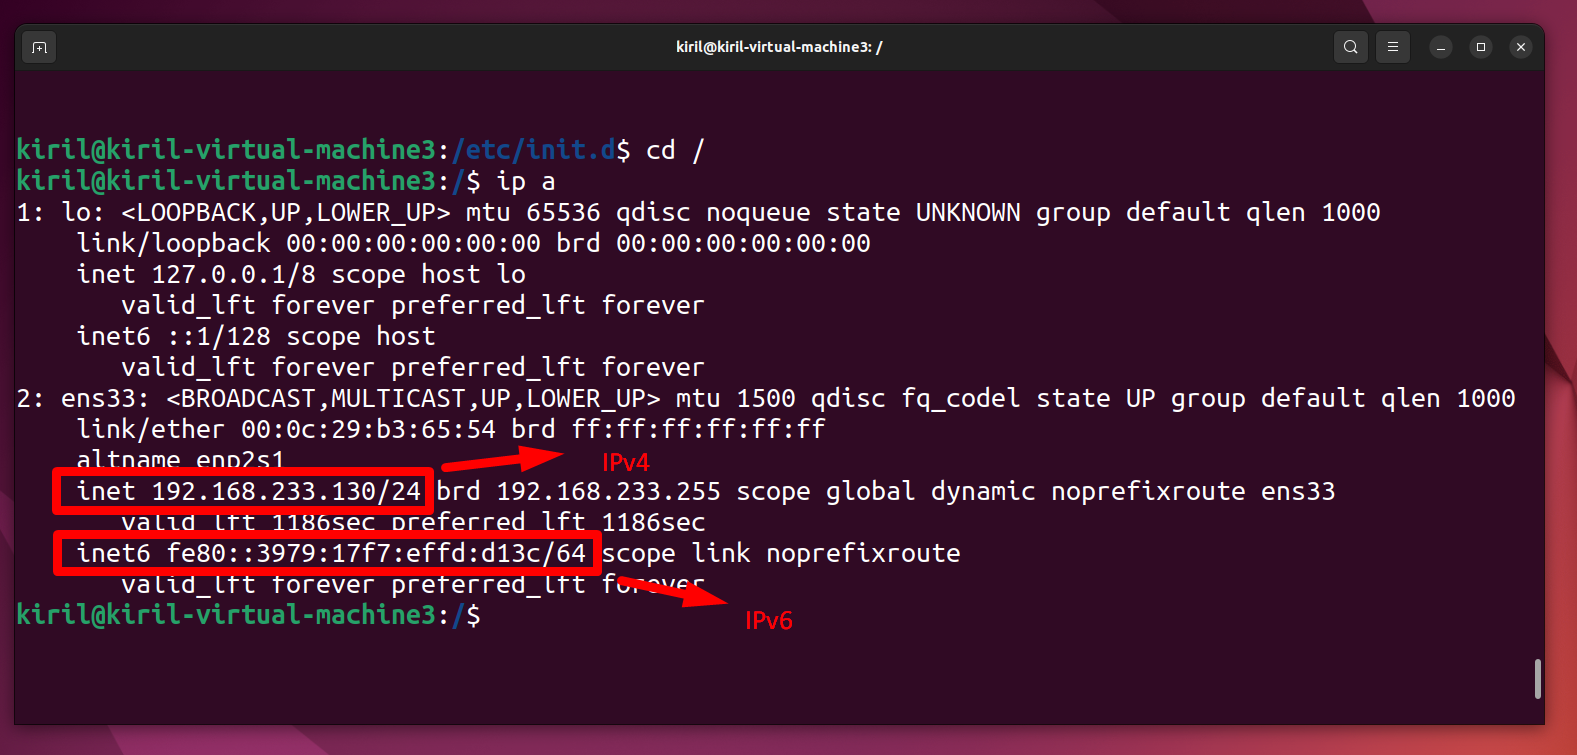 kiril@kiril-virtual-machine3: /
kiril@kiril-virtual-machine3:/etc/init.d$ cd /
kiril@kiril-virtual-machine3:/$ ip a
1: lo: <LOOPBACK,UP,LOWER_UP> mtu 65536 qdisc noqueue state UNKNOWN group default qlen 1000
link/loopback 00:00:00:00:00:00 brd 00:00:00:00:00:00
inet 127.0.0.1/8 scope host lo
valid_lft forever preferred_lft forever
inet6 ::1/128 scope host
valid_lft forever preferred_lft forever
2: ens33: <BROADCAST,MULTICAST,UP,LOWER_UP> mtu 1500 qdisc fq_codel state UP group default qlen 1000
link/ether 00:0c:29:b3:65:54 brd ff:ff:ff:ff:ff:ff
altname enp2s1
IPv4
inet 192.168.233.130/24 brd 192.168.233.255 scope global dynamic noprefixroute ens33
valid_lft 1186sec preferred_lft 1186sec
inet6 fe80::3979:17f7:effd:d13c/64 scope link noprefixroute
valid_lft forever preferred_lft forever
kiril@kiril-virtual-machine3:/$
IPv6